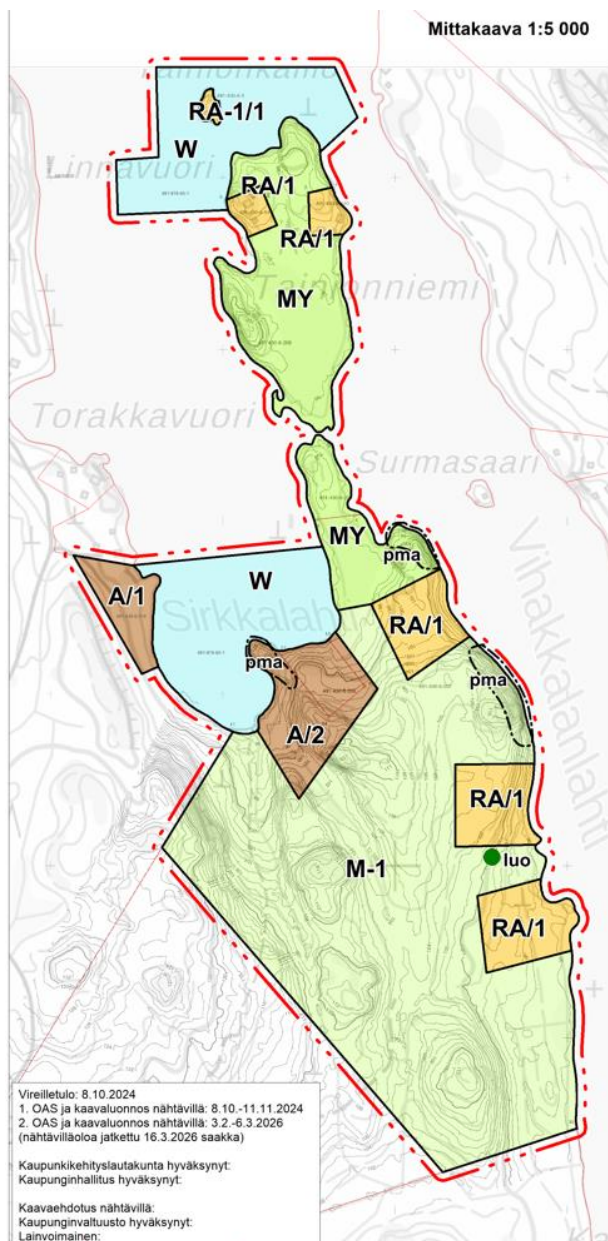 Mittakaava 1:5 000
RA-1/1
W
Linnavuori
RA/1
RA/1
Tainionniemi
MY
Torakkavuori
Surmasaari
MY
pma
W
A/1
Sirkkalahti
RA/1
pma
pma
Vihakkalanlahti
A/2
RA/1
M-1
luo
RA/1
Vireilletulo: 8.10.2024
1. OAS ja kaavaluonnos nähtävillä: 8.10.-11.11.2024
2. OAS ja kaavaluonnos nähtävillä: 3.2.-6.3.2026
(nähtävilläoloa jatkettu 16.3.2026 saakka)
Kaupunkikehityslautakunta hyväksynyt:
Kaupunginhallitus hyväksynyt:
Kaavaehdotus nähtävillä:
Kaupunginvaltuusto hyväksynyt:
Lainvoimainen: